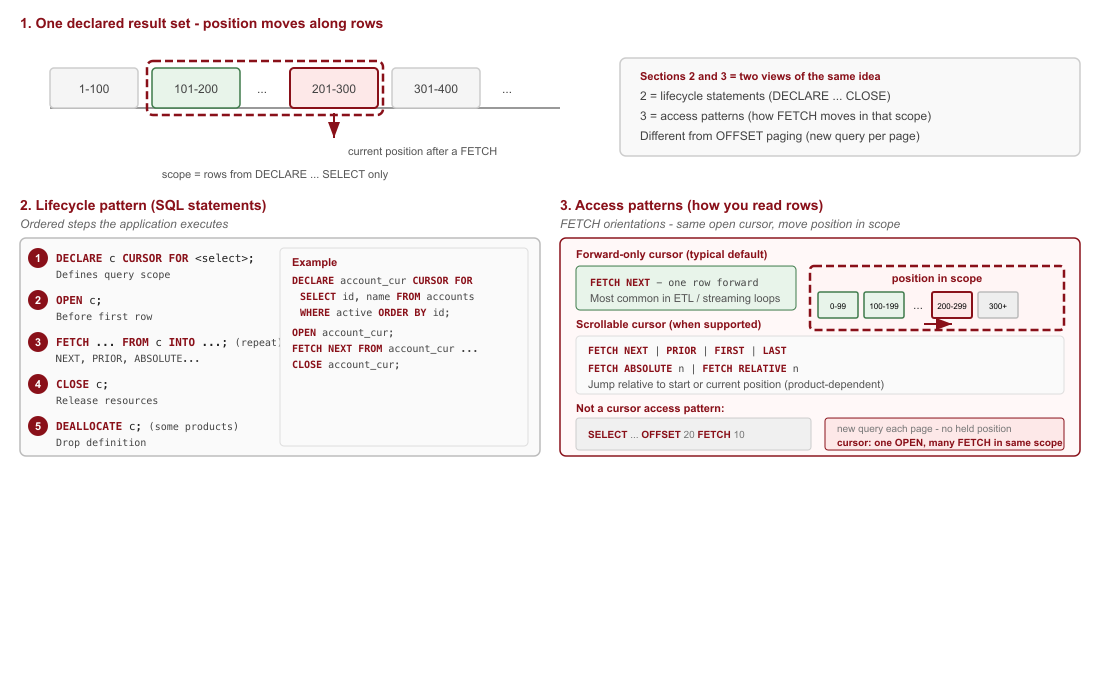 1. One declared result set - position moves along rows
1-100
101-200
...
201-300
301-400
...
current position after a FETCH
scope = rows from DECLARE ... SELECT only
Sections 2 and 3 = two views of the same idea
2 = lifecycle statements (DECLARE ... CLOSE)
3 = access patterns (how FETCH moves in that scope)
Different from OFFSET paging (new query per page)
2. Lifecycle pattern (SQL statements)
Ordered steps the application executes
1 DECLARE c CURSOR FOR <select>;
Defines query scope
2 OPEN c;
Before first row
3 FETCH ... FROM c INTO ...; (repeat)
NEXT, PRIOR, ABSOLUTE...
4 CLOSE c;
Release resources
5 DEALLOCATE c; (some products)
Drop definition
Example
DECLARE account_cur CURSOR FOR
SELECT id, name FROM accounts
WHERE active ORDER BY id;
OPEN account_cur;
FETCH NEXT FROM account_cur ...
CLOSE account_cur;
3. Access patterns (how you read rows)
FETCH orientations - same open cursor, move position in scope
Forward-only cursor (typical default)
FETCH NEXT - one row forward
Most common in ETL / streaming loops
position in scope
0-99
100-199
...
200-299
300+
Scrollable cursor (when supported)
FETCH NEXT | PRIOR | FIRST | LAST
FETCH ABSOLUTE n | FETCH RELATIVE n
Jump relative to start or current position (product-dependent)
Not a cursor access pattern:
SELECT ... OFFSET 20 FETCH 10
new query each page - no held position
cursor: one OPEN, many FETCH in same scope